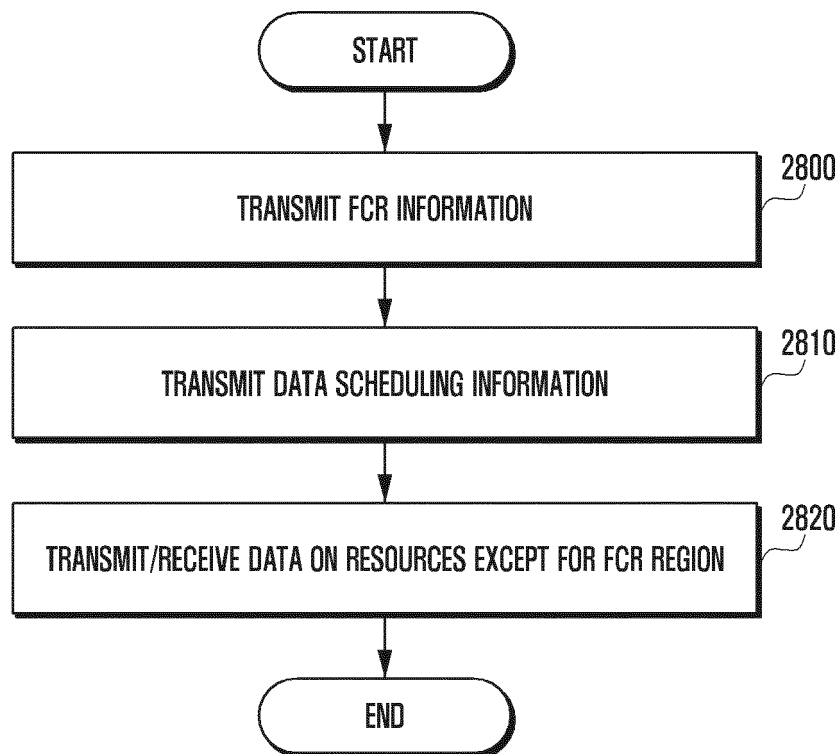 START
2800
TRANSMIT FCR INFORMATION
2810
TRANSMIT DATA SCHEDULING INFORMATION
2820
TRANSMIT/RECEIVE DATA ON RESOURCES EXCEPT FOR FCR REGION
END